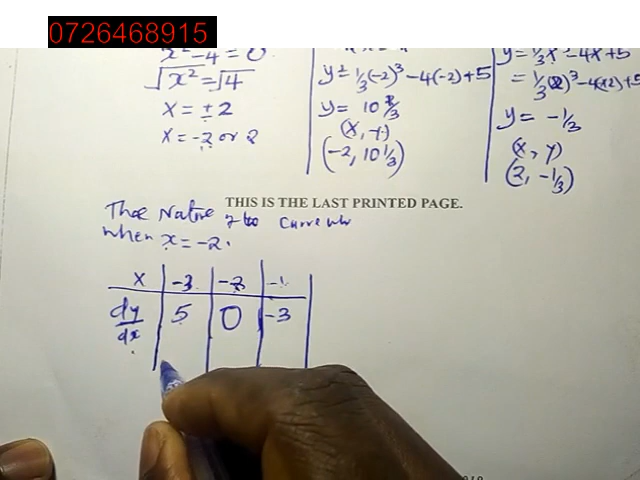 0726468915
x² - 4 = 0
√x² = √4
x = ± 2
x = -2 or 2
y = 1/3(-2)³ - 4(-2) + 5
y = 10 1/3
(x, y)
(-2, 10 1/3)
y = 1/3 x³ - 4x + 5
= 1/3(2)³ - 4(2) + 5
y = -1/3
(x, y)
(2, -1/3)
THIS IS THE LAST PRINTED PAGE.
The Nature of the Curve
when x = -2.
x -3 -2 -1
dy/dx 5 0 -3